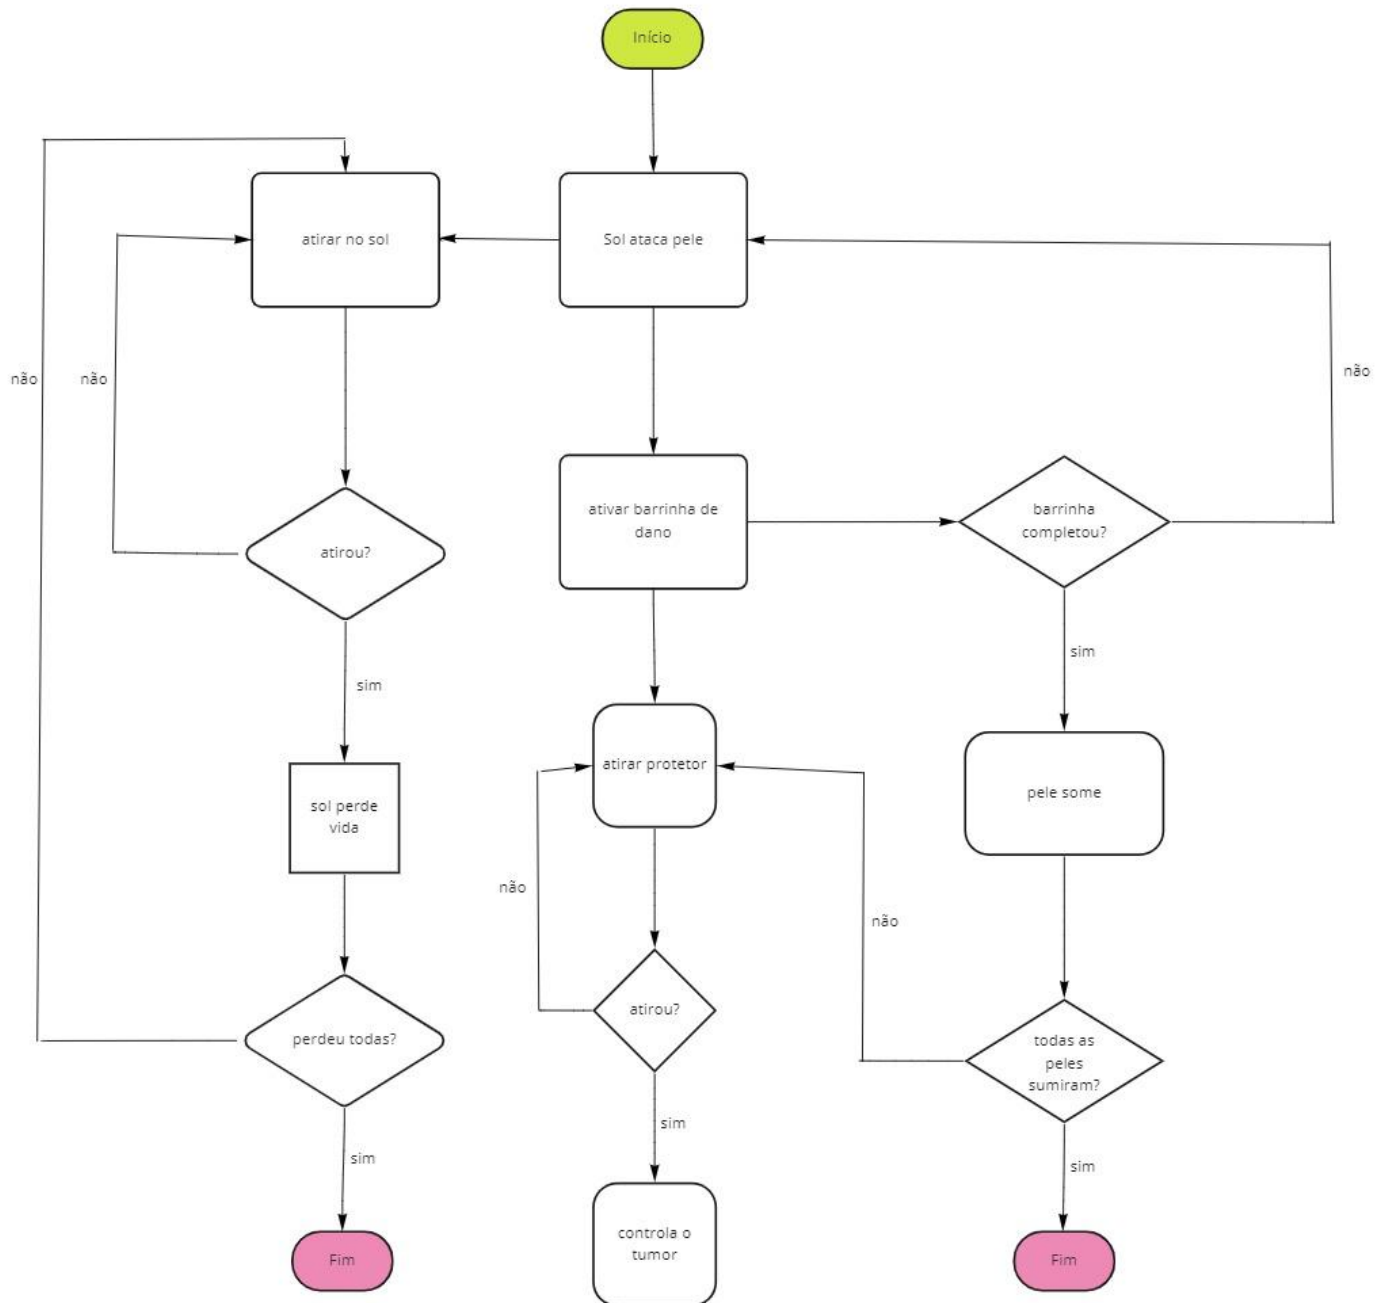 Início
atirar no sol
Sol ataca pele
não
não
não
ativar barrinha de
dano
barrinha
completou?
atirou?
sim
sim
atirar protetor
pele some
sol perde
vida
não
não
atirou?
perdeu todas?
todas as
peles
sumiram?
sim
sim
sim
controla o
tumor
Fim
Fim